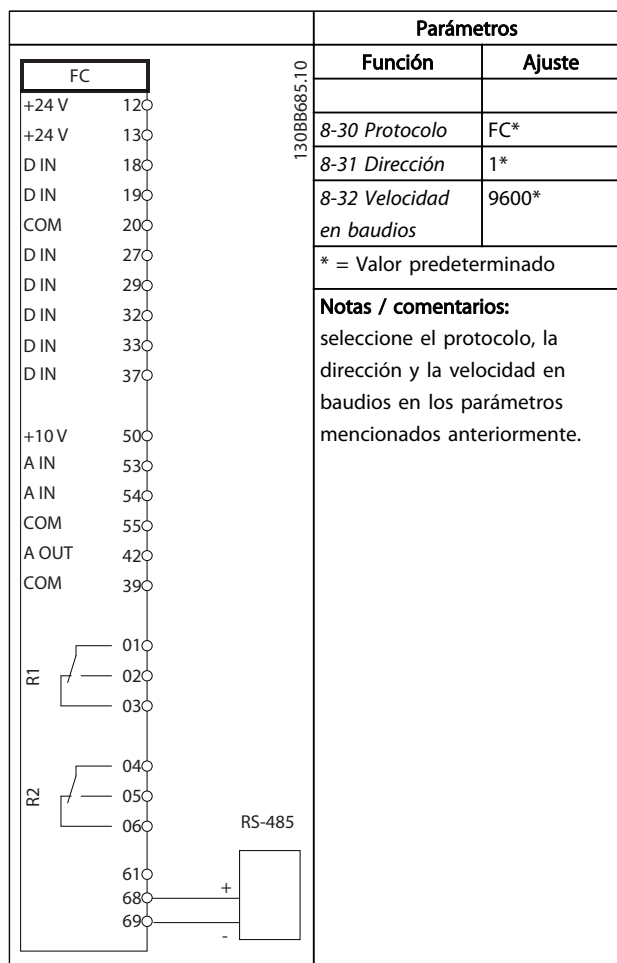 Parámetros
Función Ajuste
8-30 Protocolo FC*
8-31 Dirección 1*
8-32 Velocidad en baudios 9600*
* = Valor predeterminado
Notas / comentarios:
seleccione el protocolo, la
dirección y la velocidad en
baudios en los parámetros
mencionados anteriormente.
130BB685.10
FC
+24 V 12
+24 V 13
D IN 18
D IN 19
COM 20
D IN 27
D IN 29
D IN 32
D IN 33
D IN 37
+10 V 50
A IN 53
A IN 54
COM 55
A OUT 42
COM 39
R1
01
02
03
R2
04
05
06
RS-485
61
68 +
69 -